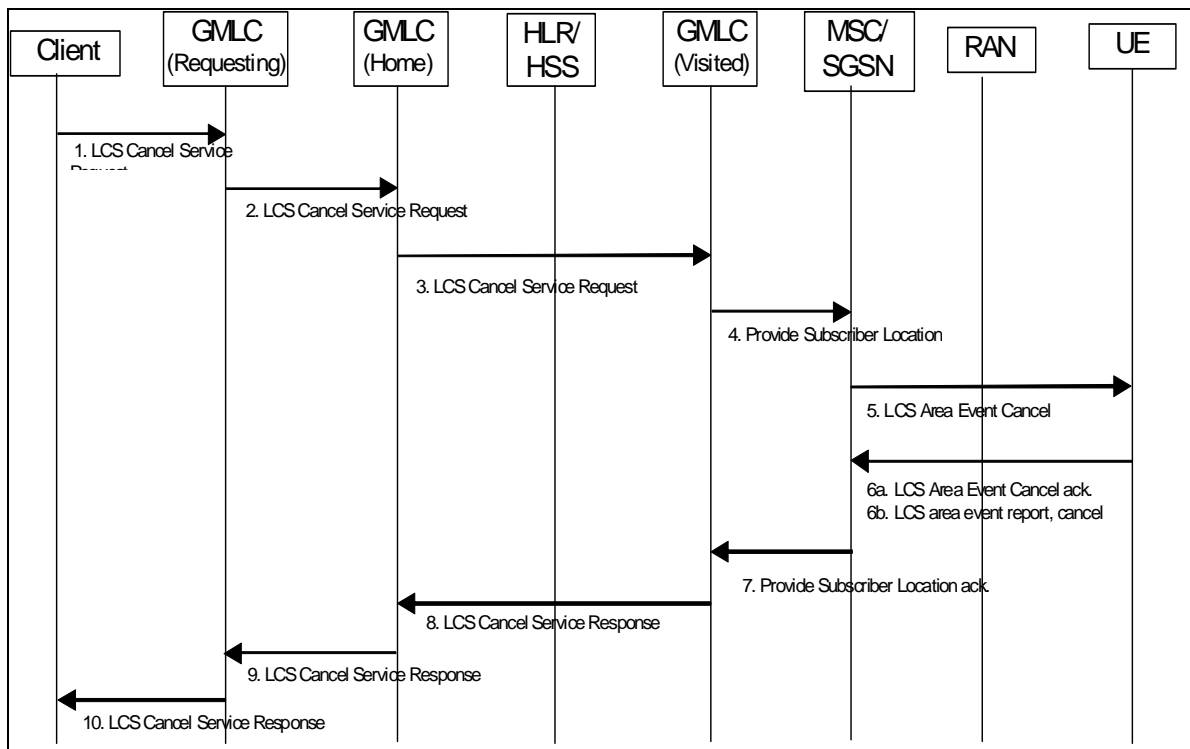 Client
GMLC
(Requesting)
GMLC
(Home)
HLR/
HSS
GMLC
(Visited)
MSC/
SGSN
RAN
UE
1. LCS Cancel Service
2. LCS Cancel Service Request
3. LCS Cancel Service Request
4. Provide Subscriber Location
5. LCS Area Event Cancel
6a. LCS Area Event Cancel ack.
6b. LCS area event report, cancel
7. Provide Subscriber Location ack.
8. LCS Cancel Service Response
9. LCS Cancel Service Response
10. LCS Cancel Service Response